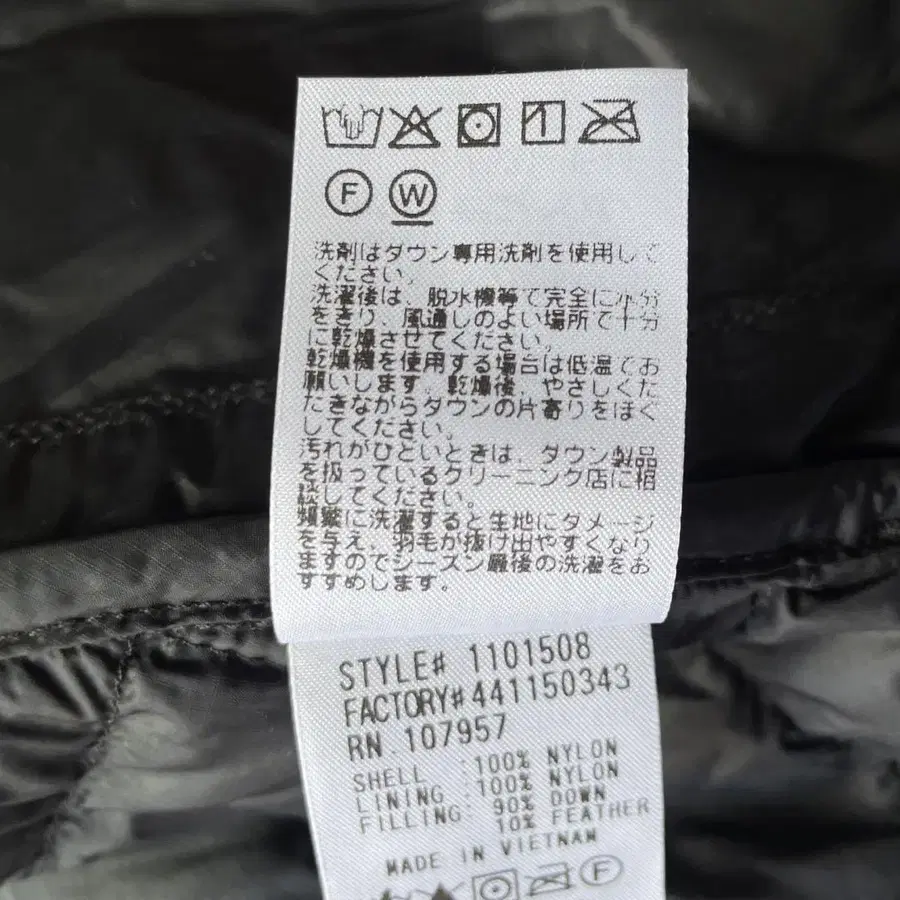 F W
洗剤はダウン専用洗剤を使用して
ください。
洗濯後は、脱水機等で完全に水分
をきり、風通しのよい場所で十分
に乾燥させてください。
乾燥機を使用する場合は低温でお
願いします。乾燥後、やさしくた
たきながらダウンの片寄りをほぐ
してください。
汚れがひどいときは、ダウン製品
を扱っているクリーニング店に相
談してください。
頻繁に洗濯すると生地にダメージ
を与え、羽毛が抜け出やすくなり
ますのでシーズン最後の洗濯をお
すすめします。
STYLE# 1101508
FACTORY#441150343
RN 107957
SHELL :100% NYLON
LINING :100% NYLON
FILLING: 90% DOWN
10% FEATHER
MADE IN VIETNAM
F